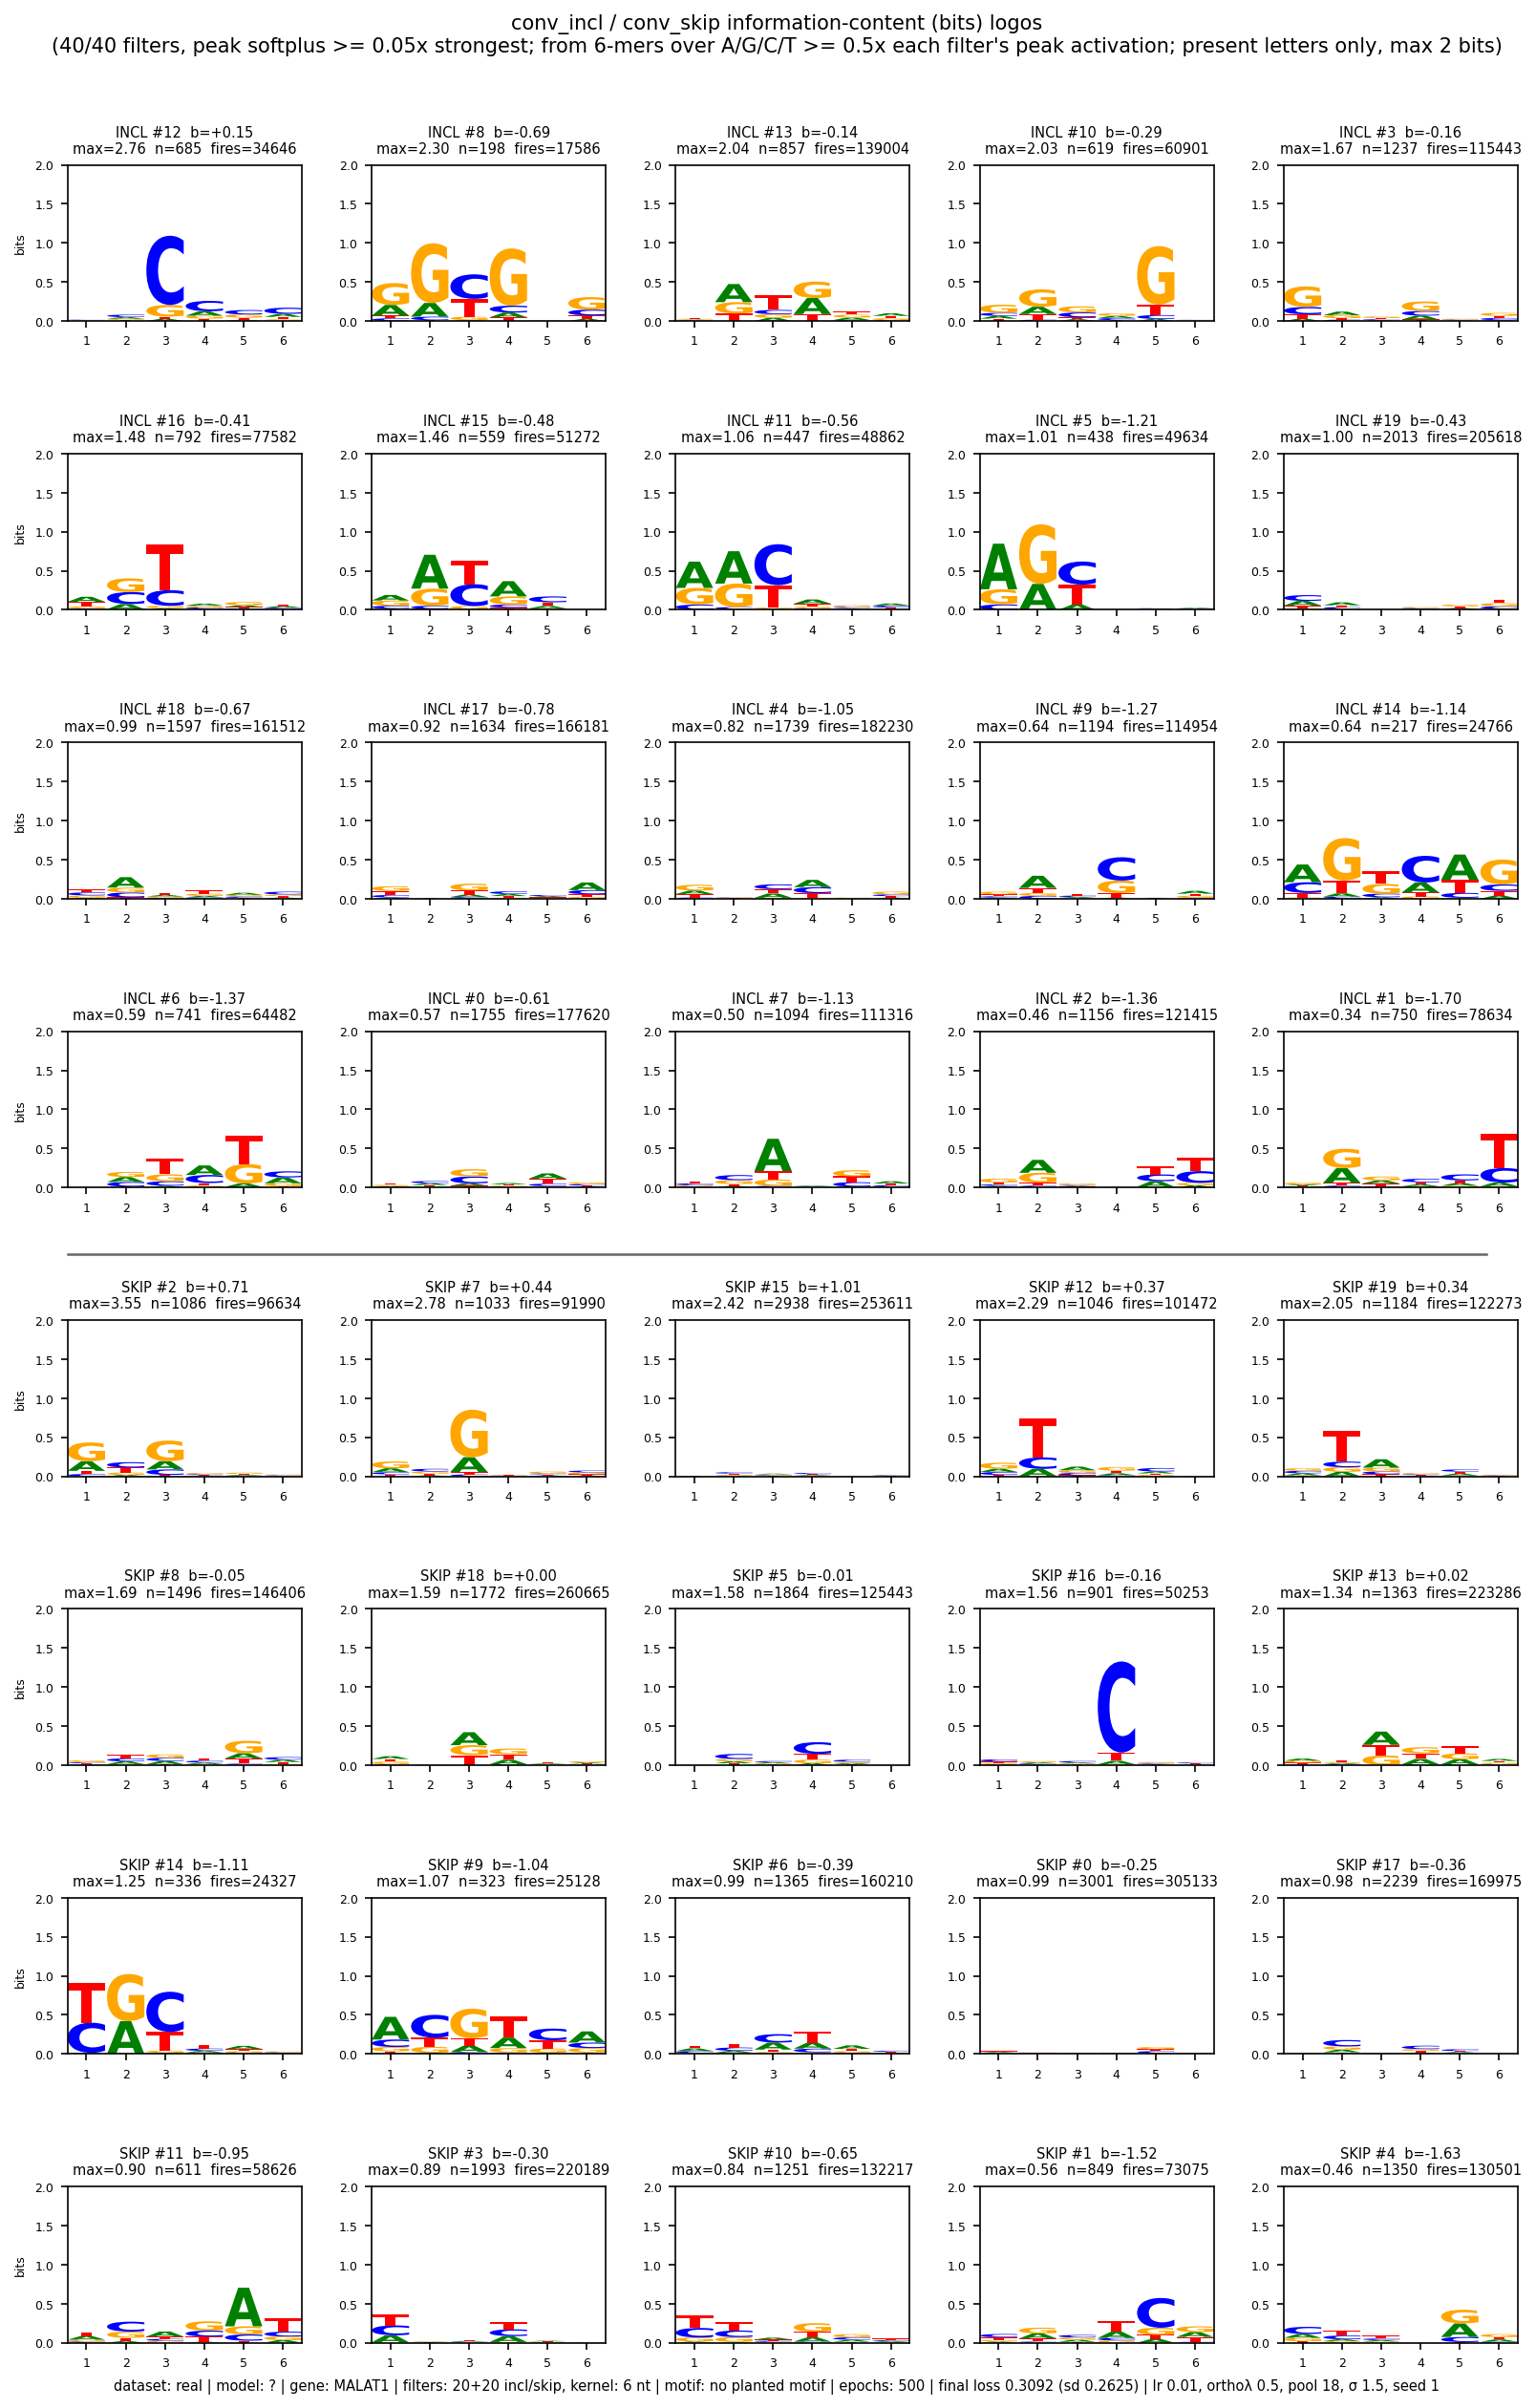 conv_incl / conv_skip information-content (bits) logos
(40/40 filters, peak softplus >= 0.05x strongest; from 6-mers over A/G/C/T >= 0.5x each filter's peak activation; present letters only, max 2 bits)
INCL #12 b=+0.15
max=2.76 n=685 fires=34646
INCL #8 b=-0.69
max=2.30 n=198 fires=17586
INCL #13 b=-0.14
max=2.04 n=857 fires=139004
INCL #10 b=-0.29
max=2.03 n=619 fires=60901
INCL #3 b=-0.16
max=1.67 n=1237 fires=115443
INCL #16 b=-0.41
max=1.48 n=792 fires=77582
INCL #15 b=-0.48
max=1.46 n=559 fires=51272
INCL #11 b=-0.56
max=1.06 n=447 fires=48862
INCL #5 b=-1.21
max=1.01 n=438 fires=49634
INCL #19 b=-0.43
max=1.00 n=2013 fires=205618
INCL #18 b=-0.67
max=0.99 n=1597 fires=161512
INCL #17 b=-0.78
max=0.92 n=1634 fires=166181
INCL #4 b=-1.05
max=0.82 n=1739 fires=182230
INCL #9 b=-1.27
max=0.64 n=1194 fires=114954
INCL #14 b=-1.14
max=0.64 n=217 fires=24766
INCL #6 b=-1.37
max=0.59 n=741 fires=64482
INCL #0 b=-0.61
max=0.57 n=1755 fires=177620
INCL #7 b=-1.13
max=0.50 n=1094 fires=111316
INCL #2 b=-1.36
max=0.46 n=1156 fires=121415
INCL #1 b=-1.70
max=0.34 n=750 fires=78634
SKIP #2 b=+0.71
max=3.55 n=1086 fires=96634
SKIP #7 b=+0.44
max=2.78 n=1033 fires=91990
SKIP #15 b=+1.01
max=2.42 n=2938 fires=253611
SKIP #12 b=+0.37
max=2.29 n=1046 fires=101472
SKIP #19 b=+0.34
max=2.05 n=1184 fires=122273
SKIP #8 b=-0.05
max=1.69 n=1496 fires=146406
SKIP #18 b=+0.00
max=1.59 n=1772 fires=260665
SKIP #5 b=-0.01
max=1.58 n=1864 fires=125443
SKIP #16 b=-0.16
max=1.56 n=901 fires=50253
SKIP #13 b=+0.02
max=1.34 n=1363 fires=223286
SKIP #14 b=-1.11
max=1.25 n=336 fires=24327
SKIP #9 b=-1.04
max=1.07 n=323 fires=25128
SKIP #6 b=-0.39
max=0.99 n=1365 fires=160210
SKIP #0 b=-0.25
max=0.99 n=3001 fires=305133
SKIP #17 b=-0.36
max=0.98 n=2239 fires=169975
SKIP #11 b=-0.95
max=0.90 n=611 fires=58626
SKIP #3 b=-0.30
max=0.89 n=1993 fires=220189
SKIP #10 b=-0.65
max=0.84 n=1251 fires=132217
SKIP #1 b=-1.52
max=0.56 n=849 fires=73075
SKIP #4 b=-1.63
max=0.46 n=1350 fires=130501
dataset: real | model: ? | gene: MALAT1 | filters: 20+20 incl/skip, kernel: 6 nt | motif: no planted motif | epochs: 500 | final loss 0.3092 (sd 0.2625) | lr 0.01, orthoλ 0.5, pool 18, σ 1.5, seed 1